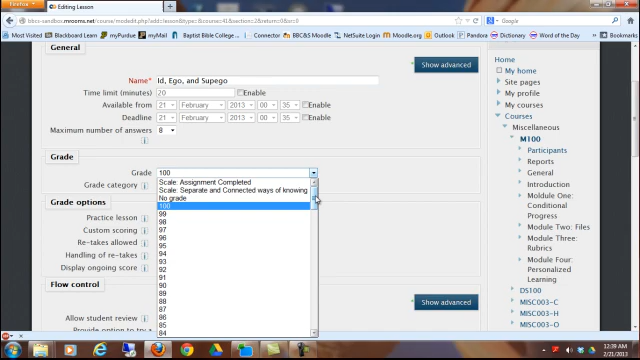 Firefox
Editing Lesson
bbcs-sandbox.mrooms.net/course/modedit.php?add=lesson&type=&course=41&section=2&return=0&sr=0
Google
Most Visited
myPurdue
myMail
Baptist Bible College ...
Connection
BBC&S Moodle
NetSuite Login
Moodle.org
Outlook
Dictionary
Word of the Day
Bookmarks
General
Show advanced
Name* Id, Ego, and Supego
Time limit (minutes) 20 Enable
Available from 21 February 2013 00 35 Enable
Deadline 21 February 2013 00 35 Enable
Maximum number of answers 8
Grade
Grade 100
Grade category
Scale: Assignment Completed
Scale: Separate and Connected ways of knowing
No grade
100
99
98
97
96
95
94
93
92
91
90
89
88
87
86
85
84
Grade options
Practice lesson
Custom scoring
Re-takes allowed
Handling of re-takes
Display ongoing score
Flow control
Show advanced
Allow student review
Provide option to try a
Home
My home
Site pages
My profile
My courses
Courses
Miscellaneous
M100
Participants
Reports
General
Introduction
Moldule One:
Conditional
Progress
Module Two: Files
Module Three:
Rubrics
Module Four:
Personalized
Learning
DS100
MISC003-C
MISC003-H
MISC003-O
12:39 AM
2/21/2013